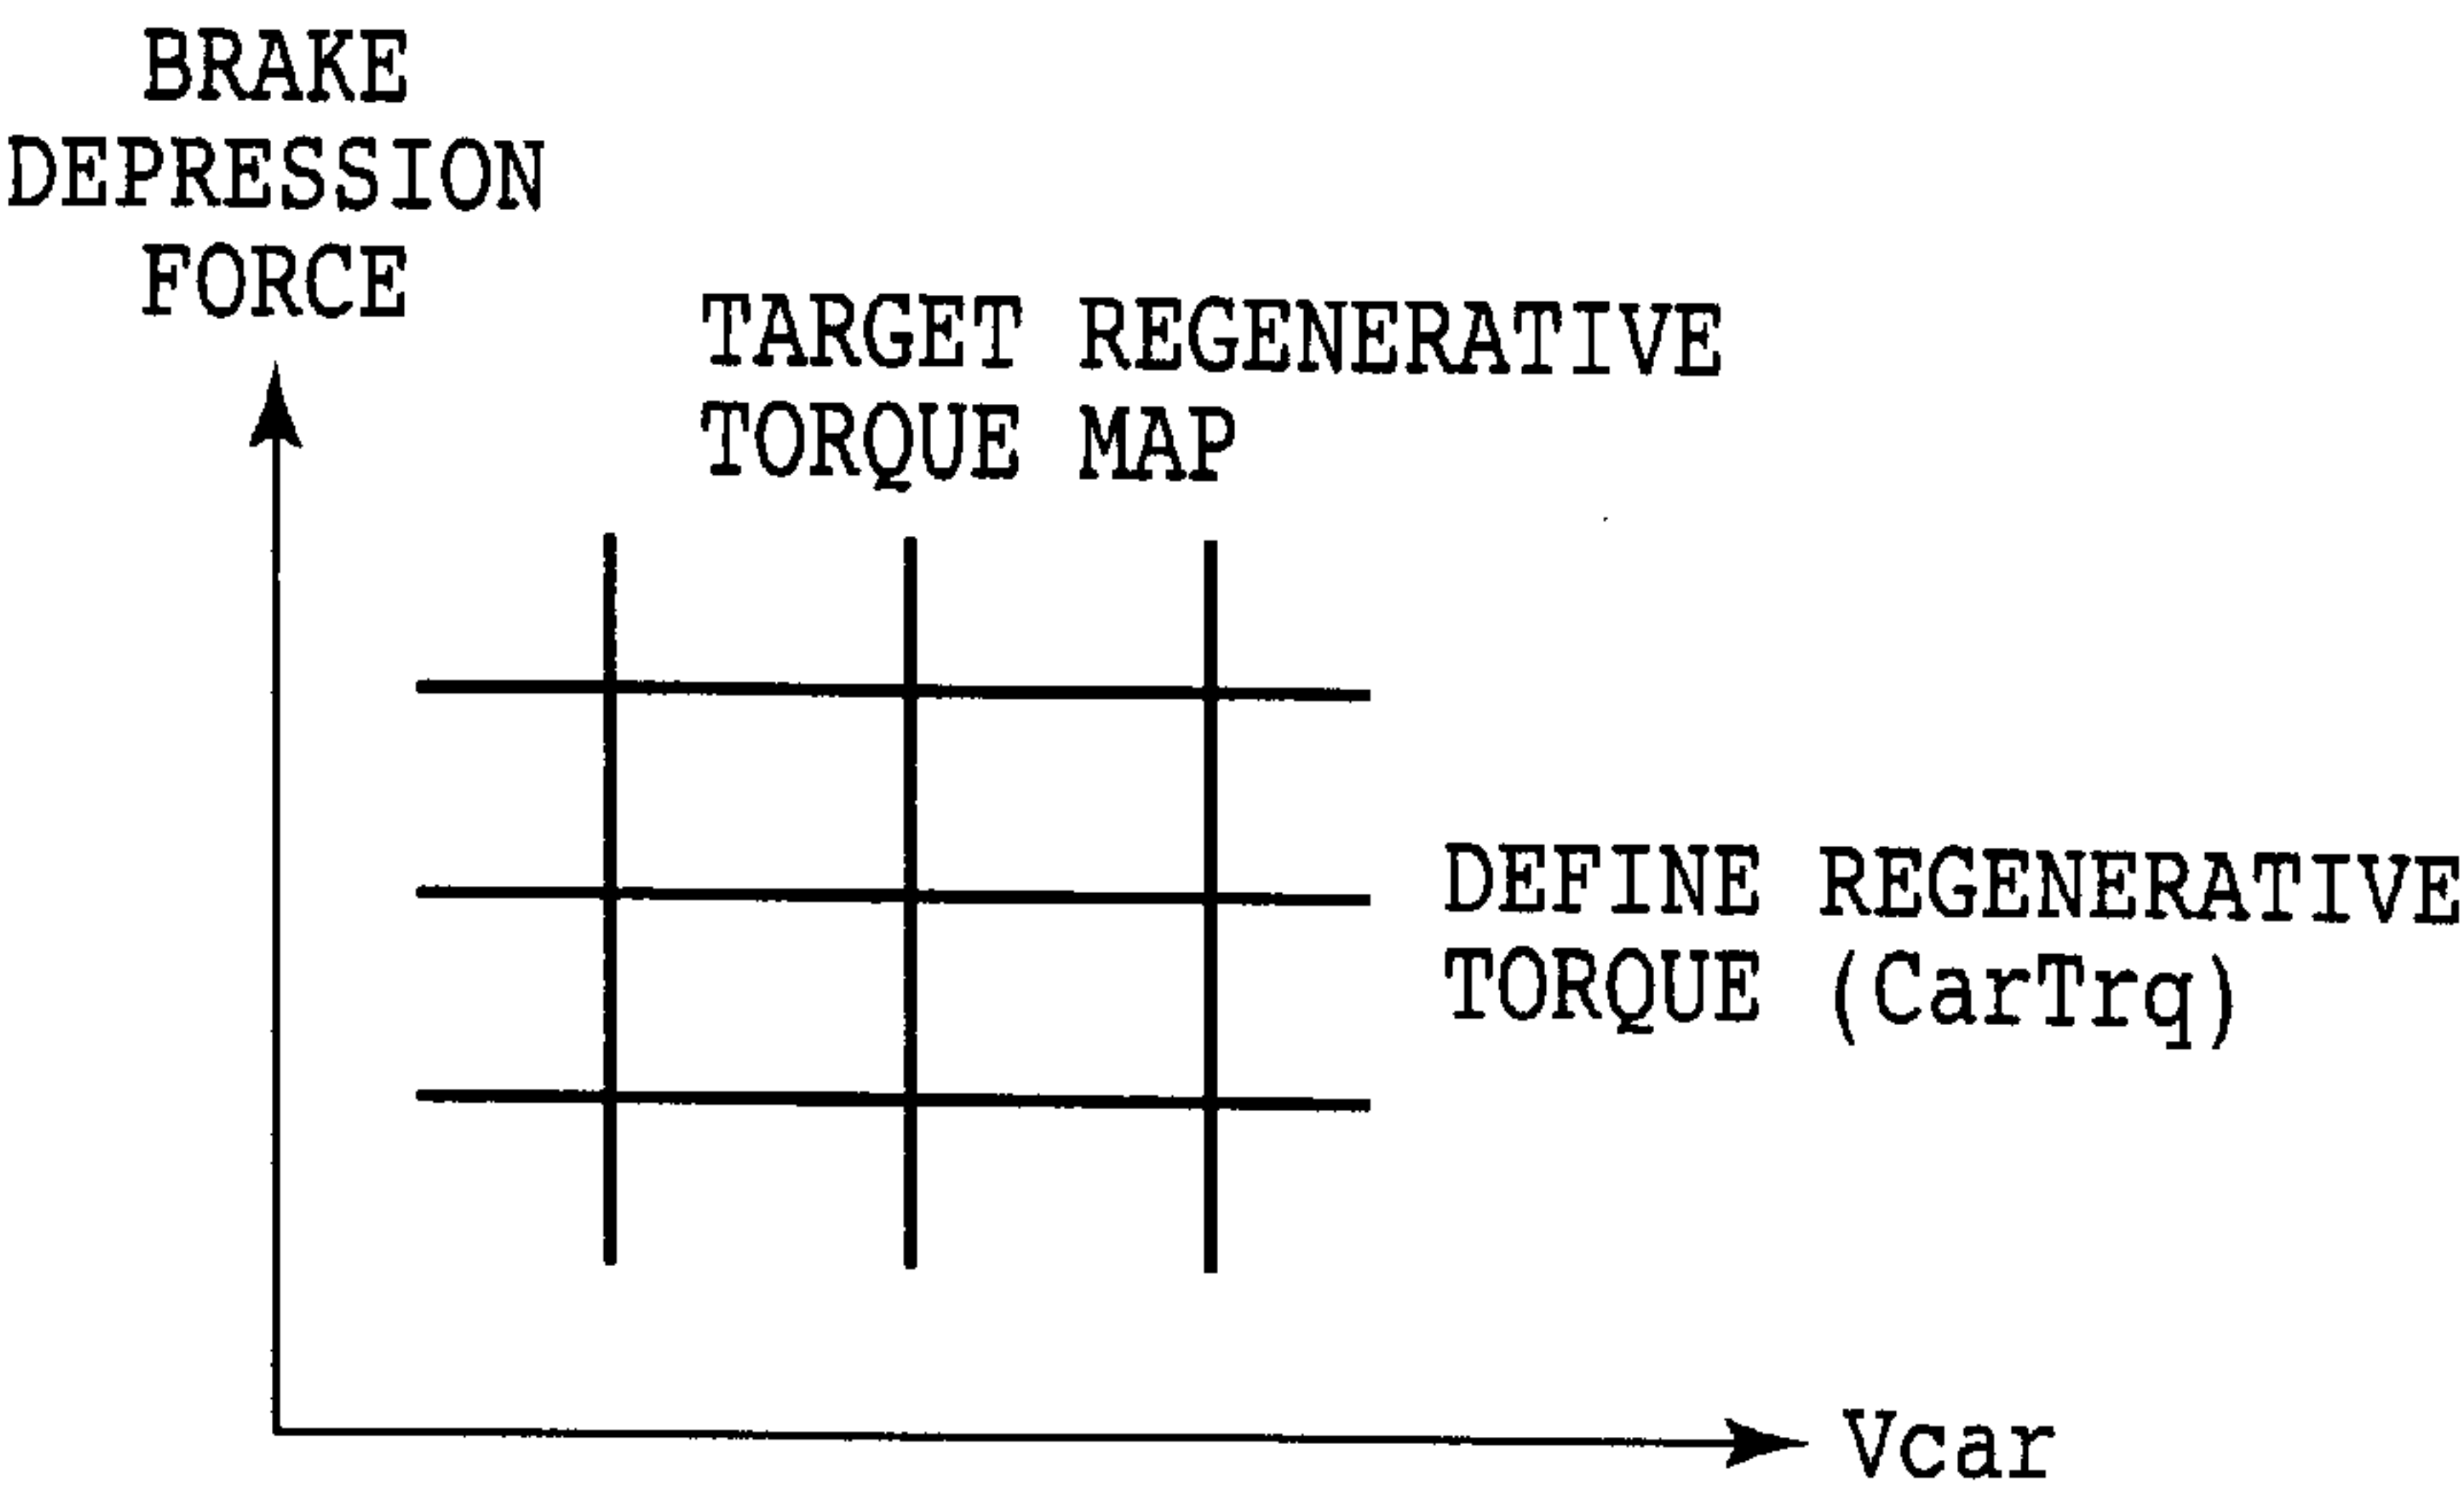 BRAKE
DEPRESSION
FORCE
TARGET REGENERATIVE
TORQUE MAP
DEFINE REGENERATIVE
TORQUE (CarTrq)
Vcar